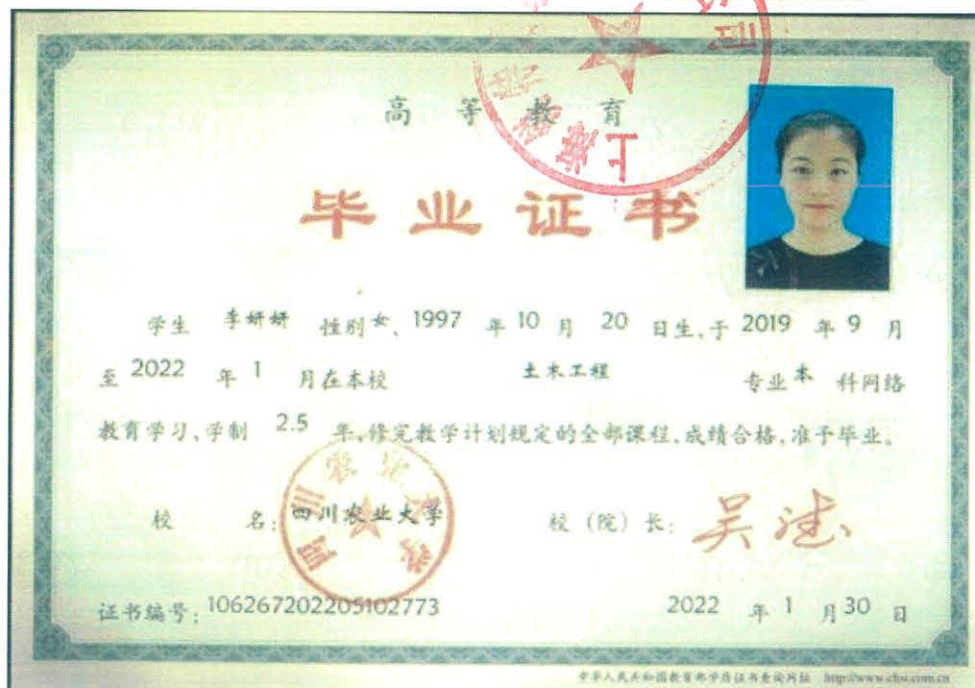 高等教育
毕业证书
学生 李妍妍 性别 女、1997 年 10 月 20 日生,于 2019 年 9 月
至 2022 年 1 月在本校 土木工程 专业 本 科网络
教育学习,学制 2.5 年,修完教学计划规定的全部课程,成绩合格,准予毕业。
校 名: 四川农业大学 校(院)长:
证书编号: 106267202205102773 2022 年 1 月 30 日
中华人民共和国教育部学历证书查询网址 http://www.chsi.com.cn